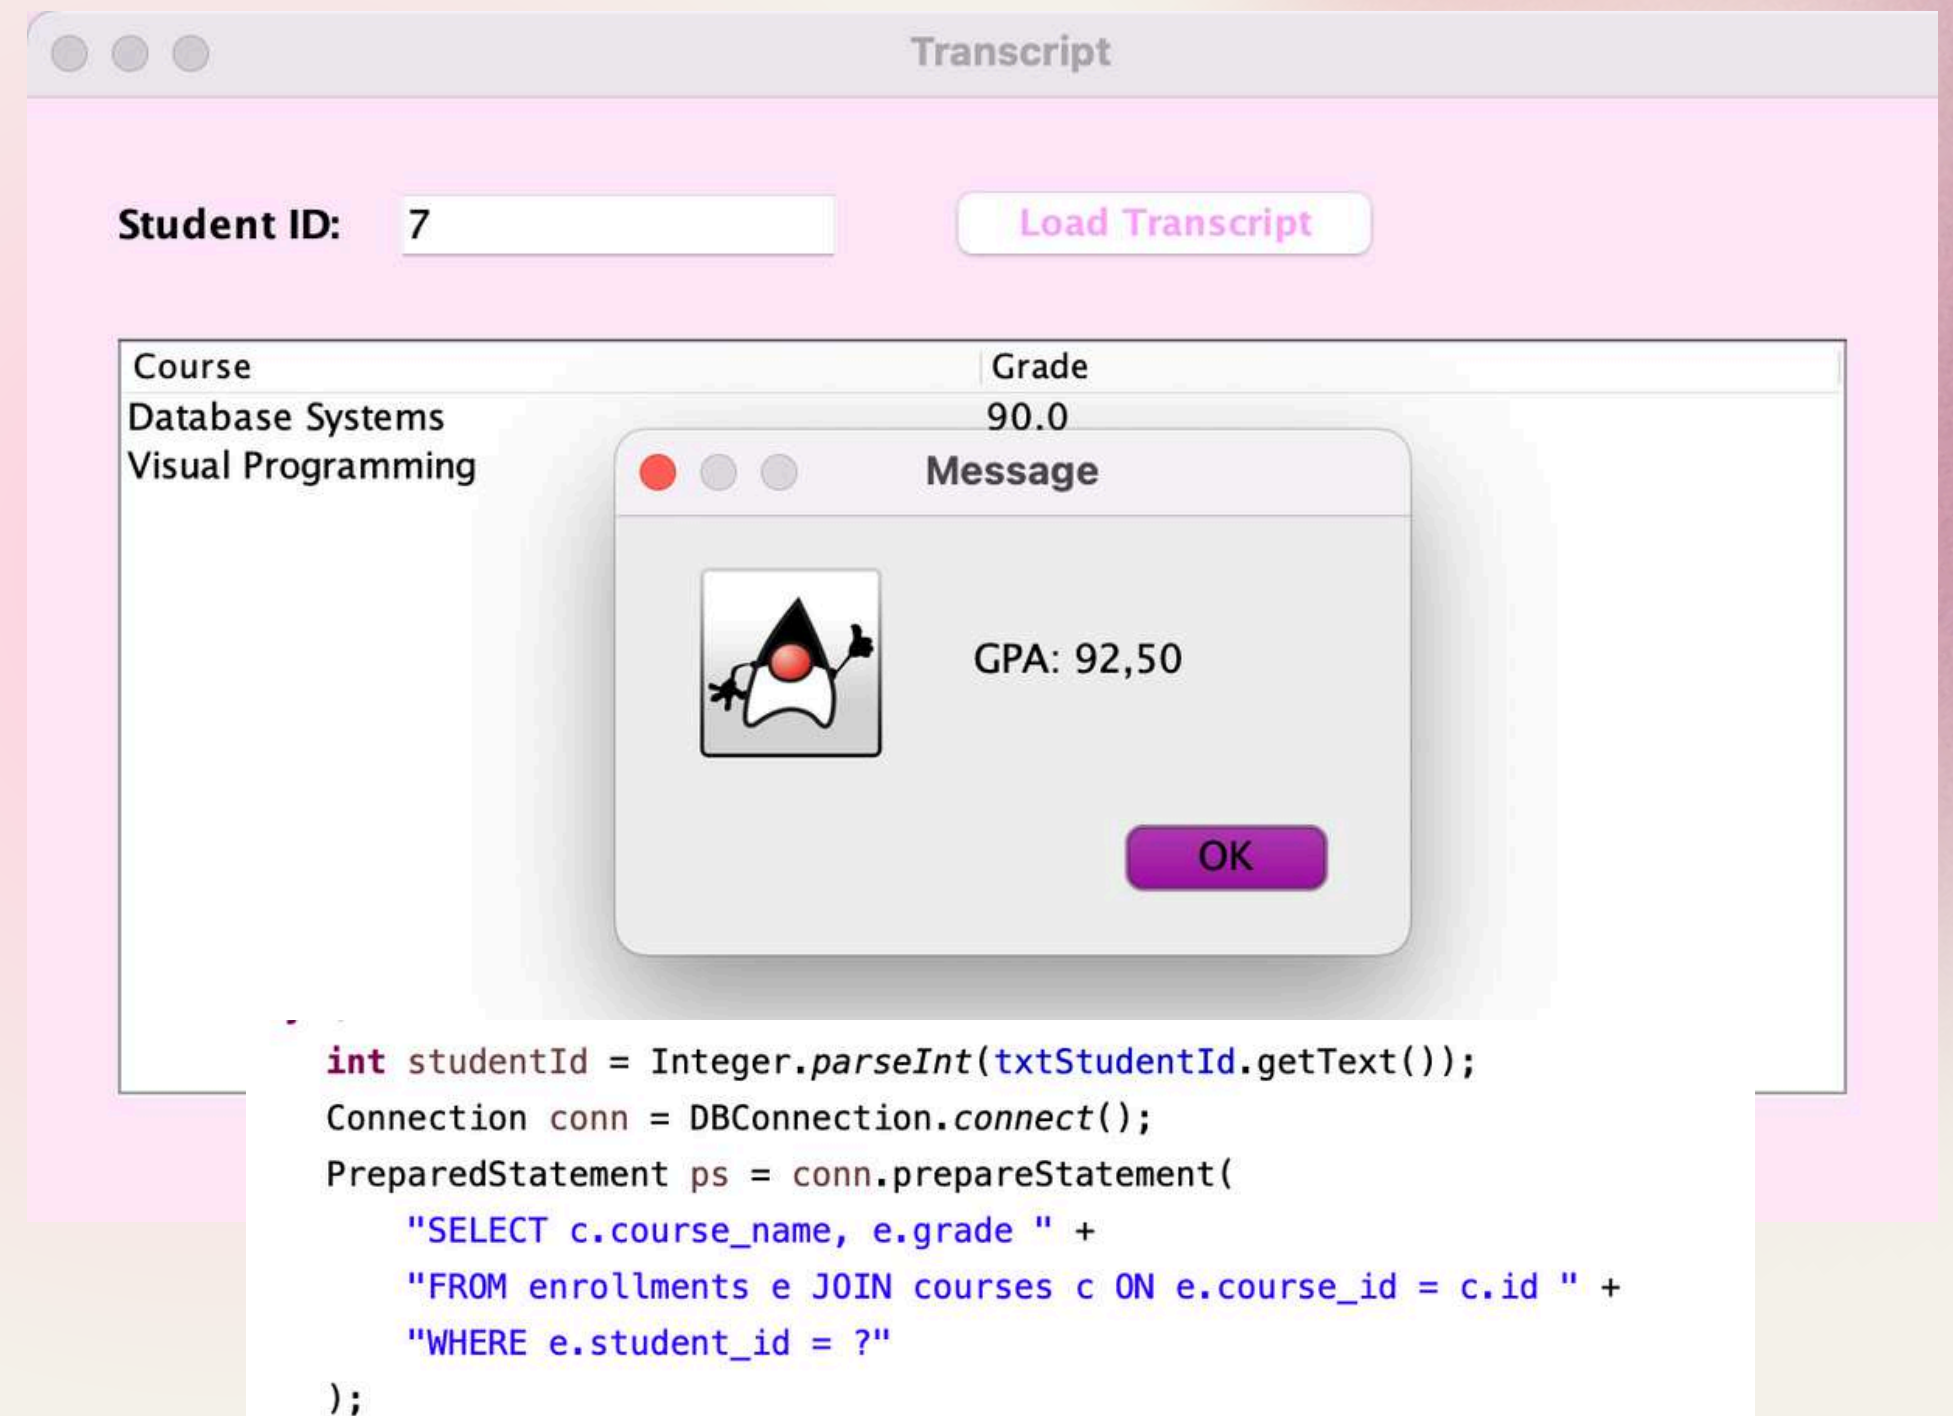 Transcript
Student ID: 7 Load Transcript
Course Grade
Database Systems 90.0
Visual Programming
Message
GPA: 92,50
OK
int studentId = Integer.parseInt(txtStudentId.getText());
Connection conn = DBConnection.connect();
PreparedStatement ps = conn.prepareStatement(
"SELECT c.course_name, e.grade " +
"FROM enrollments e JOIN courses c ON e.course_id = c.id " +
"WHERE e.student_id = ?"
);